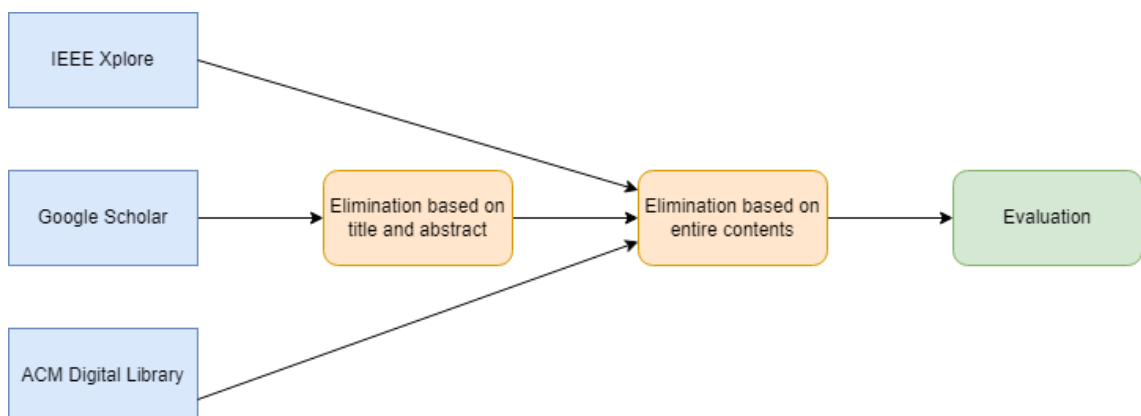 IEEE Xplore
Google Scholar
Elimination based on
title and abstract
Elimination based on
entire contents
Evaluation
ACM Digital Library